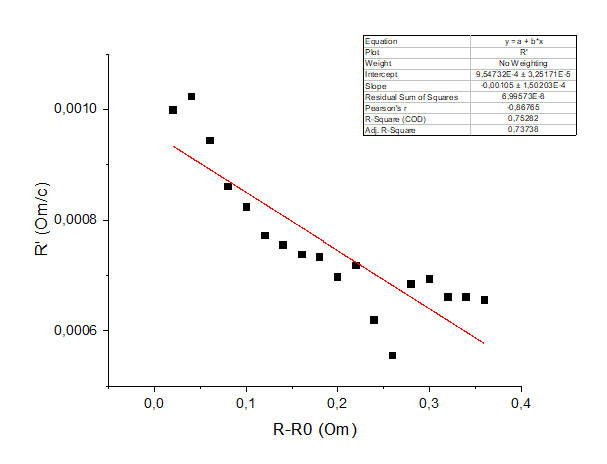 Equation y = a + b*x
Plot R'
Weight No Weighting
Intercept 9,54732E-4 ± 3,25171E-5
Slope -0,00105 ± 1,50203E-4
Residual Sum of Squares 6,99573E-8
Pearson's r -0,86765
R-Square (COD) 0,75282
Adj. R-Square 0,73738
0,0010
0,0008
0,0006
R' (Om/c)
0,0 0,1 0,2 0,3 0,4
R-R0 (Om)